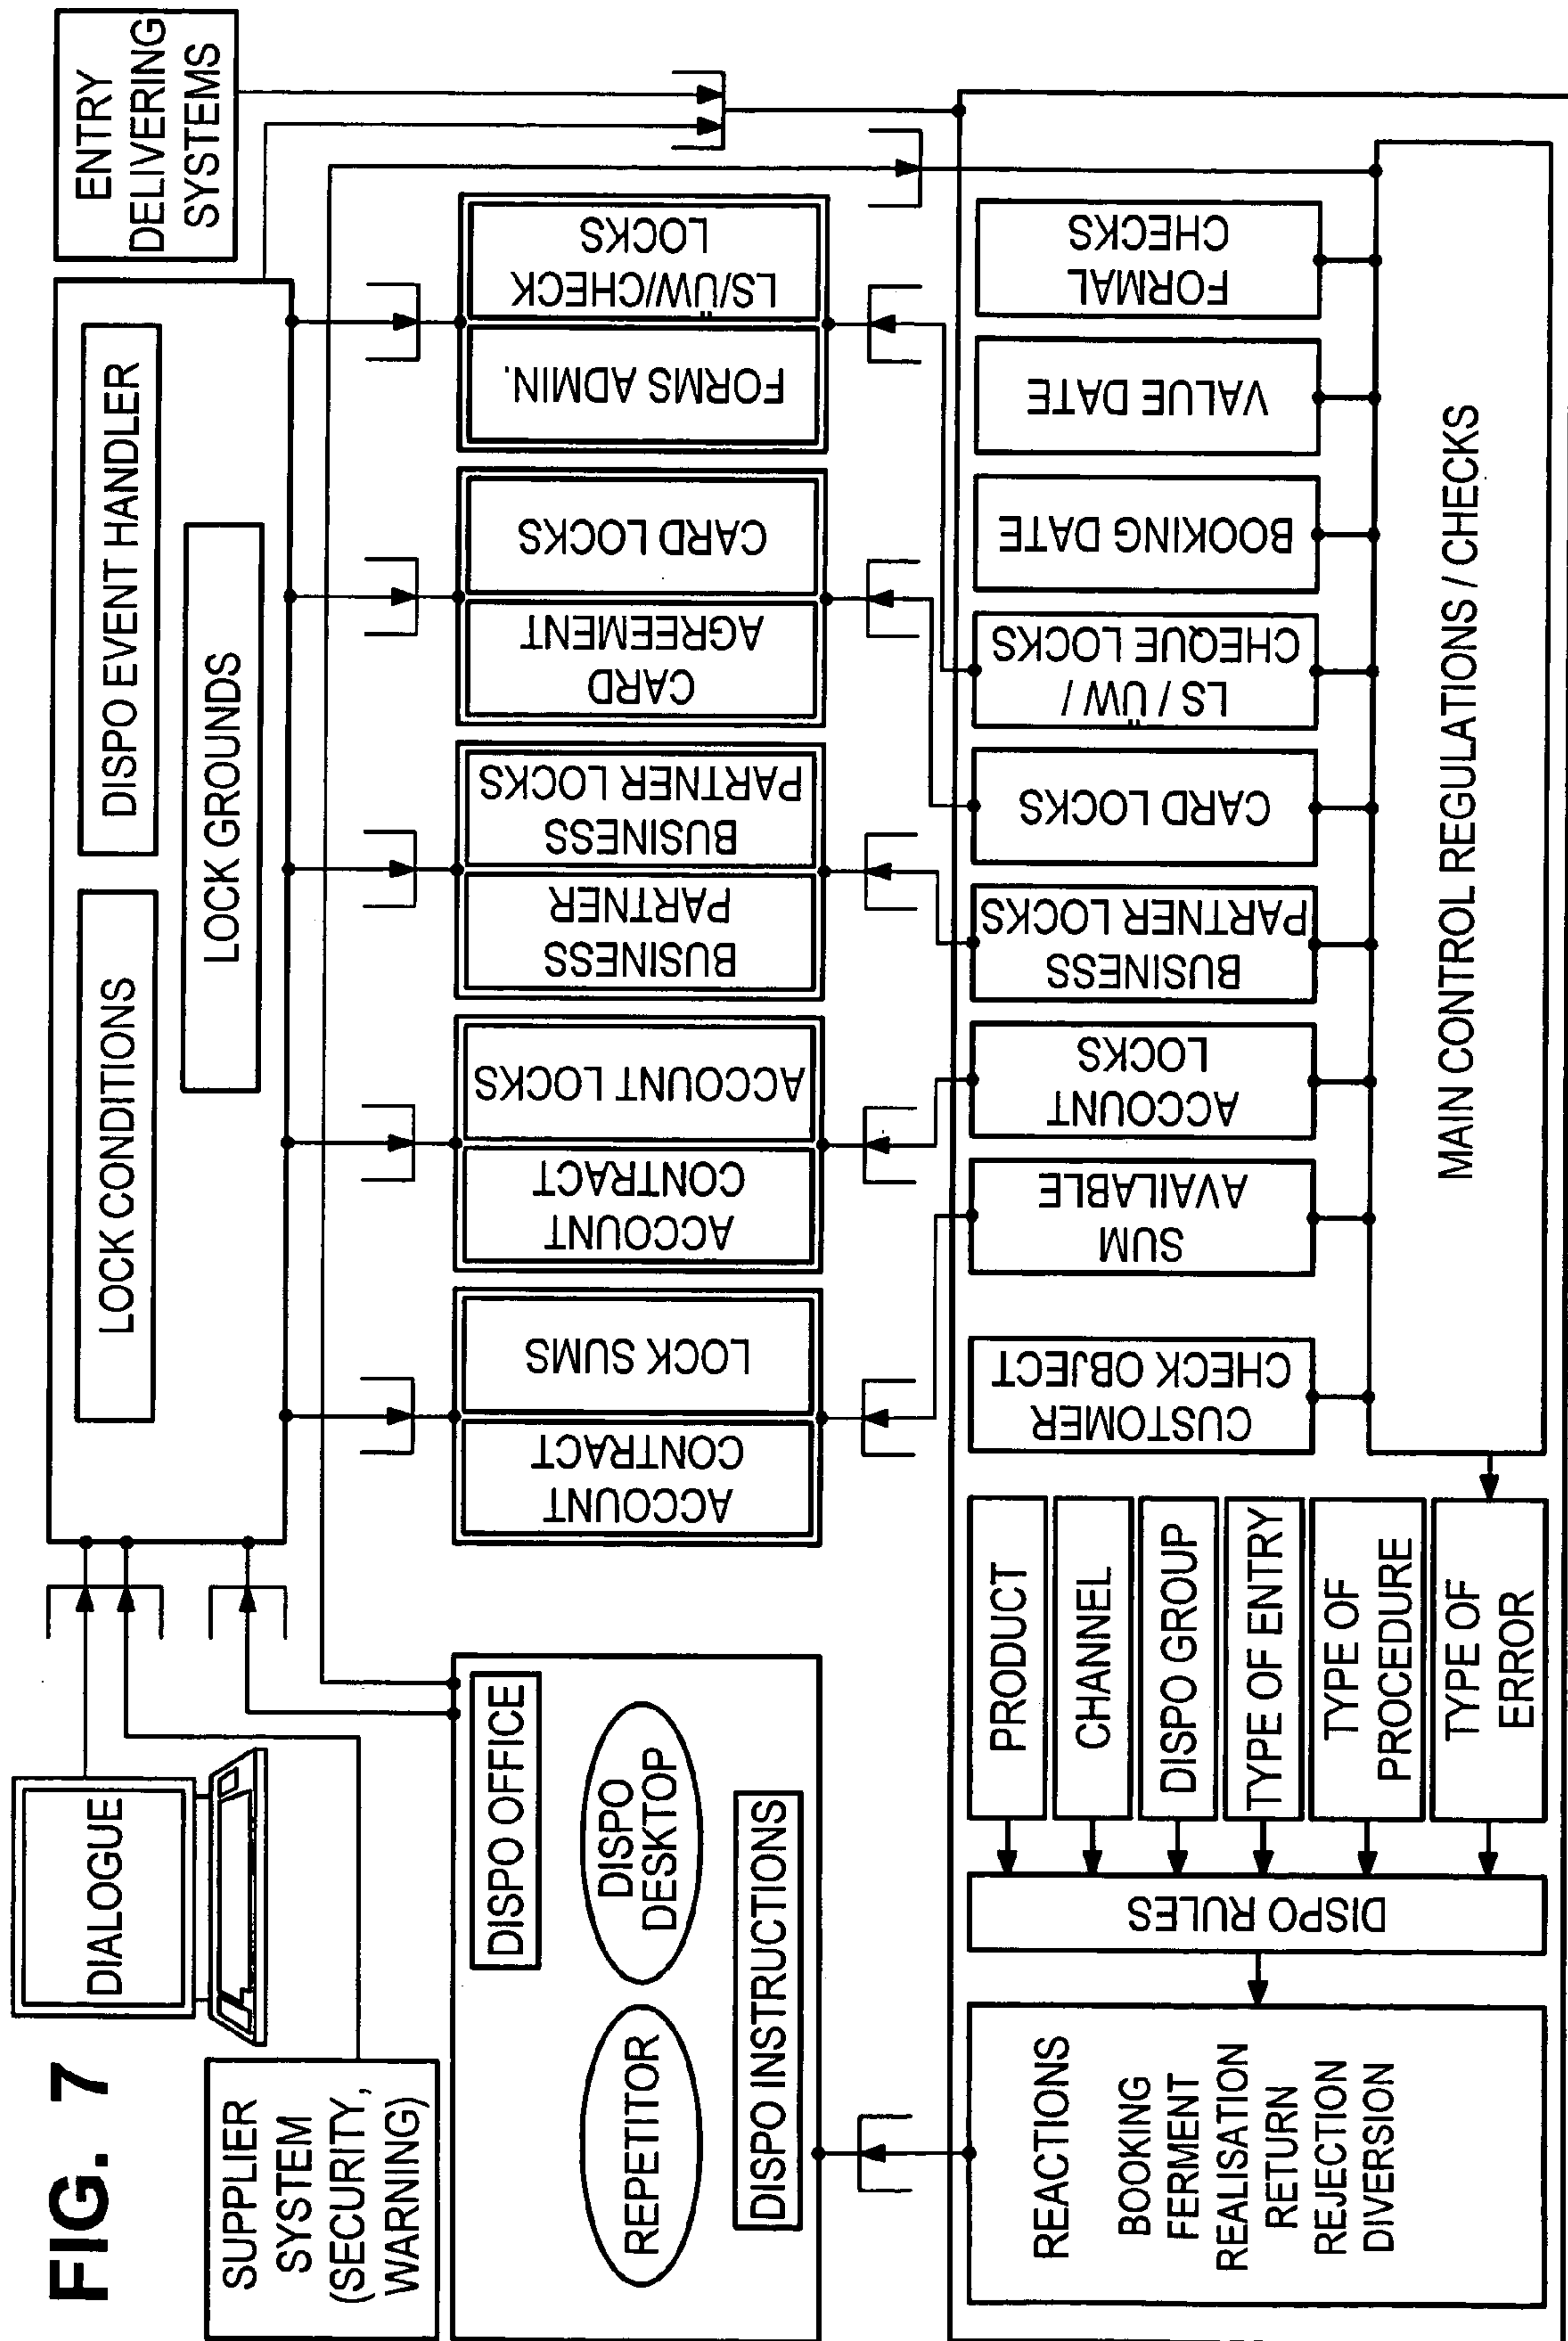 FIG. 7
DIALOGUE
SUPPLIER
SYSTEM
(SECURITY,
WARNING)
LOCK CONDITIONS
DISPO EVENT HANDLER
LOCK GROUNDS
ENTRY
DELIVERING
SYSTEMS
DISPO OFFICE
REPETITOR
DISPO
DESKTOP
DISPO INSTRUCTIONS
ACCOUNT
CONTRACT
LOCK SUMS
ACCOUNT
CONTRACT
ACCOUNT LOCKS
BUSINESS
PARTNER
BUSINESS
PARTNER LOCKS
CARD
AGREEMENT
CARD LOCKS
FORMS ADMIN.
LS/ÜW/CHECK
LOCKS
CUSTOMER
CHECK OBJECT
SUM
AVAILABLE
ACCOUNT
LOCKS
BUSINESS
PARTNER LOCKS
CARD LOCKS
LS / ÜW /
CHEQUE LOCKS
BOOKING DATE
VALUE DATE
FORMAL
CHECKS
MAIN CONTROL REGULATIONS / CHECKS
PRODUCT
CHANNEL
DISPO GROUP
TYPE OF ENTRY
TYPE OF
PROCEDURE
TYPE OF
ERROR
DISPO RULES
REACTIONS
BOOKING
FERMENT
REALISATION
RETURN
REJECTION
DIVERSION